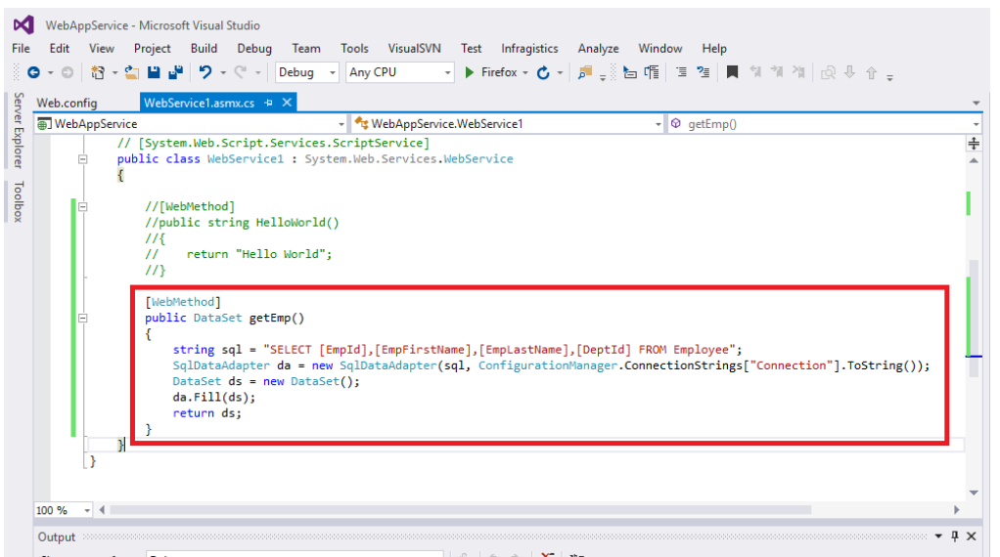 WebAppService - Microsoft Visual Studio
File Edit View Project Build Debug Team Tools VisualSVN Test Infragistics Analyze Window Help
Debug Any CPU Firefox
Server Explorer
Toolbox
Web.config WebService1.asmx.cs
WebAppService WebAppService.WebService1 getEmp()
// [System.Web.Script.Services.ScriptService]
public class WebService1 : System.Web.Services.WebService
{
//[WebMethod]
//public string HelloWorld()
//{
//    return "Hello World";
//}
[WebMethod]
public DataSet getEmp()
{
string sql = "SELECT [EmpId],[EmpFirstName],[EmpLastName],[DeptId] FROM Employee";
SqlDataAdapter da = new SqlDataAdapter(sql, ConfigurationManager.ConnectionStrings["Connection"].ToString());
DataSet ds = new DataSet();
da.Fill(ds);
return ds;
}
}
}
100 %
Output